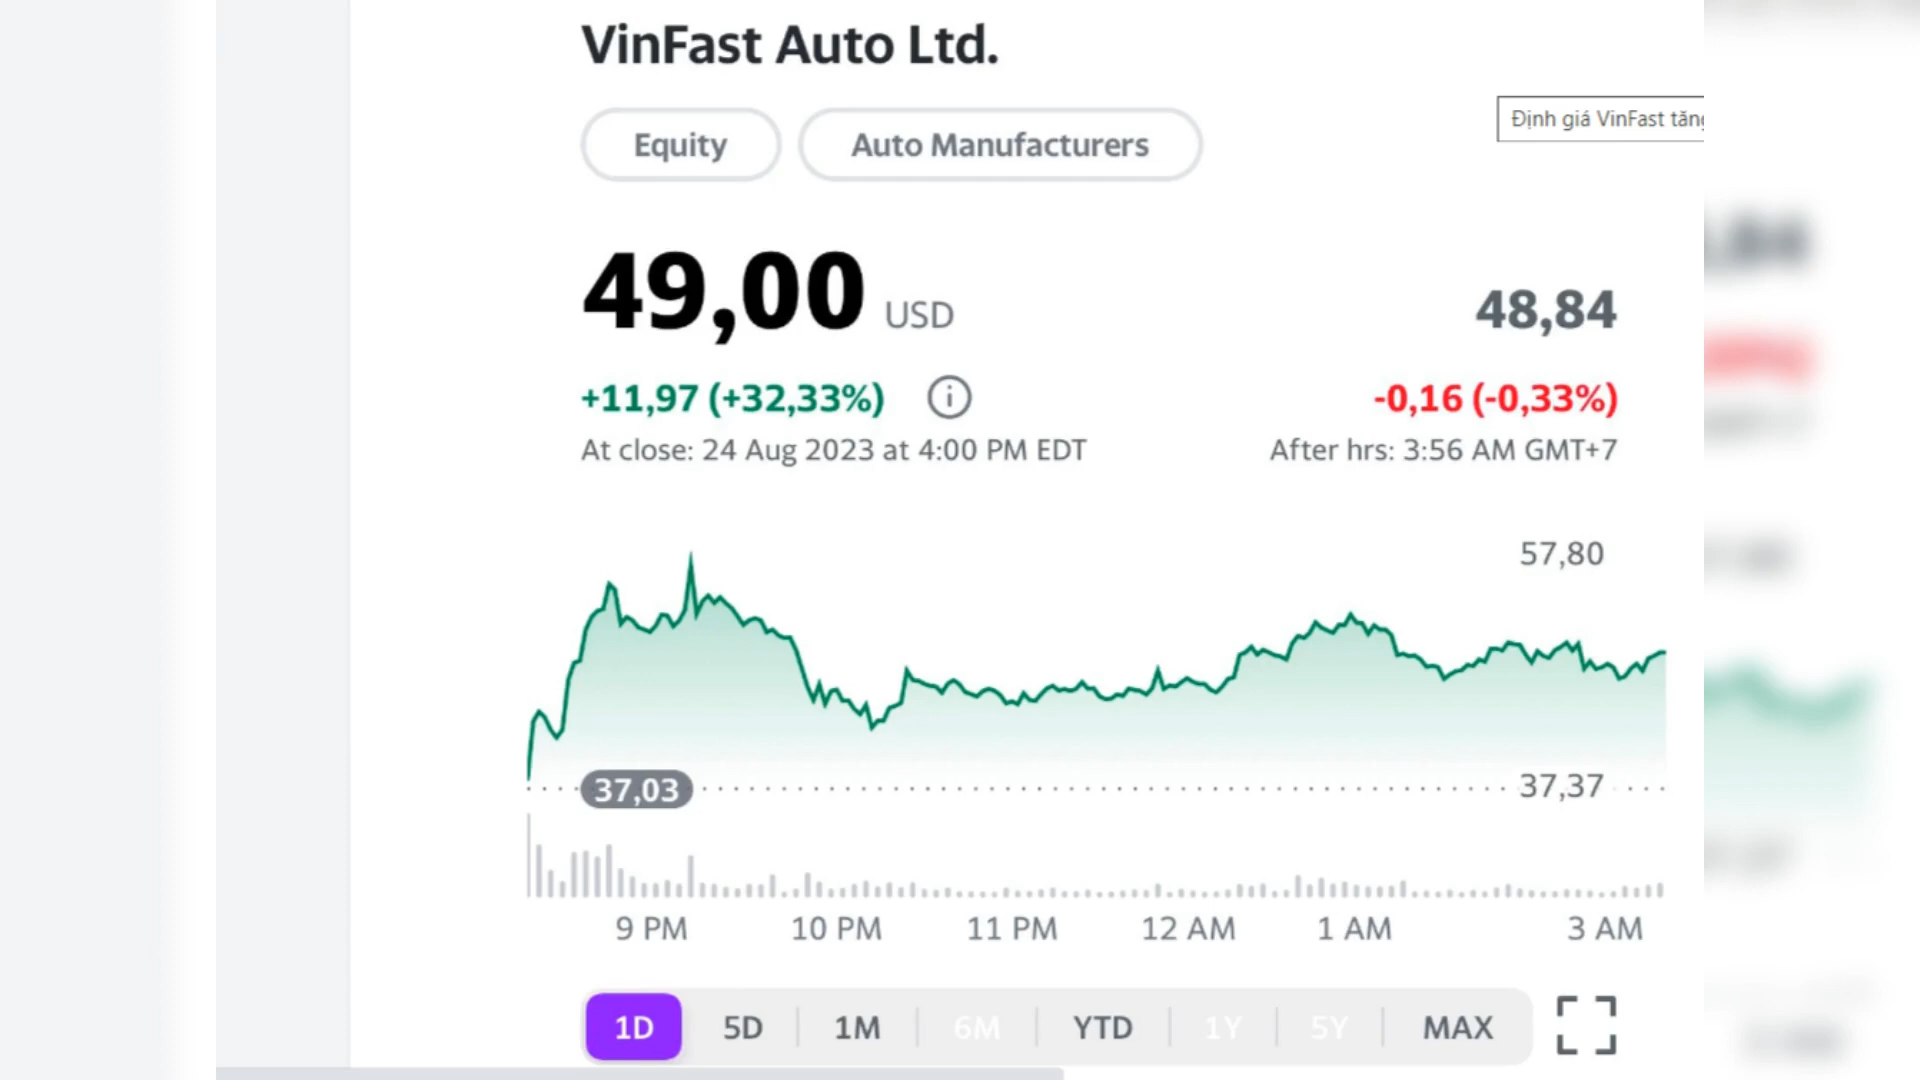 VinFast Auto Ltd.
Equity
Auto Manufacturers
Định giá VinFast tăng
49,00 USD
48,84
+11,97 (+32,33%)
-0,16 (-0,33%)
At close: 24 Aug 2023 at 4:00 PM EDT
After hrs: 3:56 AM GMT+7
57,80
37,03
37,37
9 PM 10 PM 11 PM 12 AM 1 AM 3 AM
1D 5D 1M 6M YTD 1Y 5Y MAX